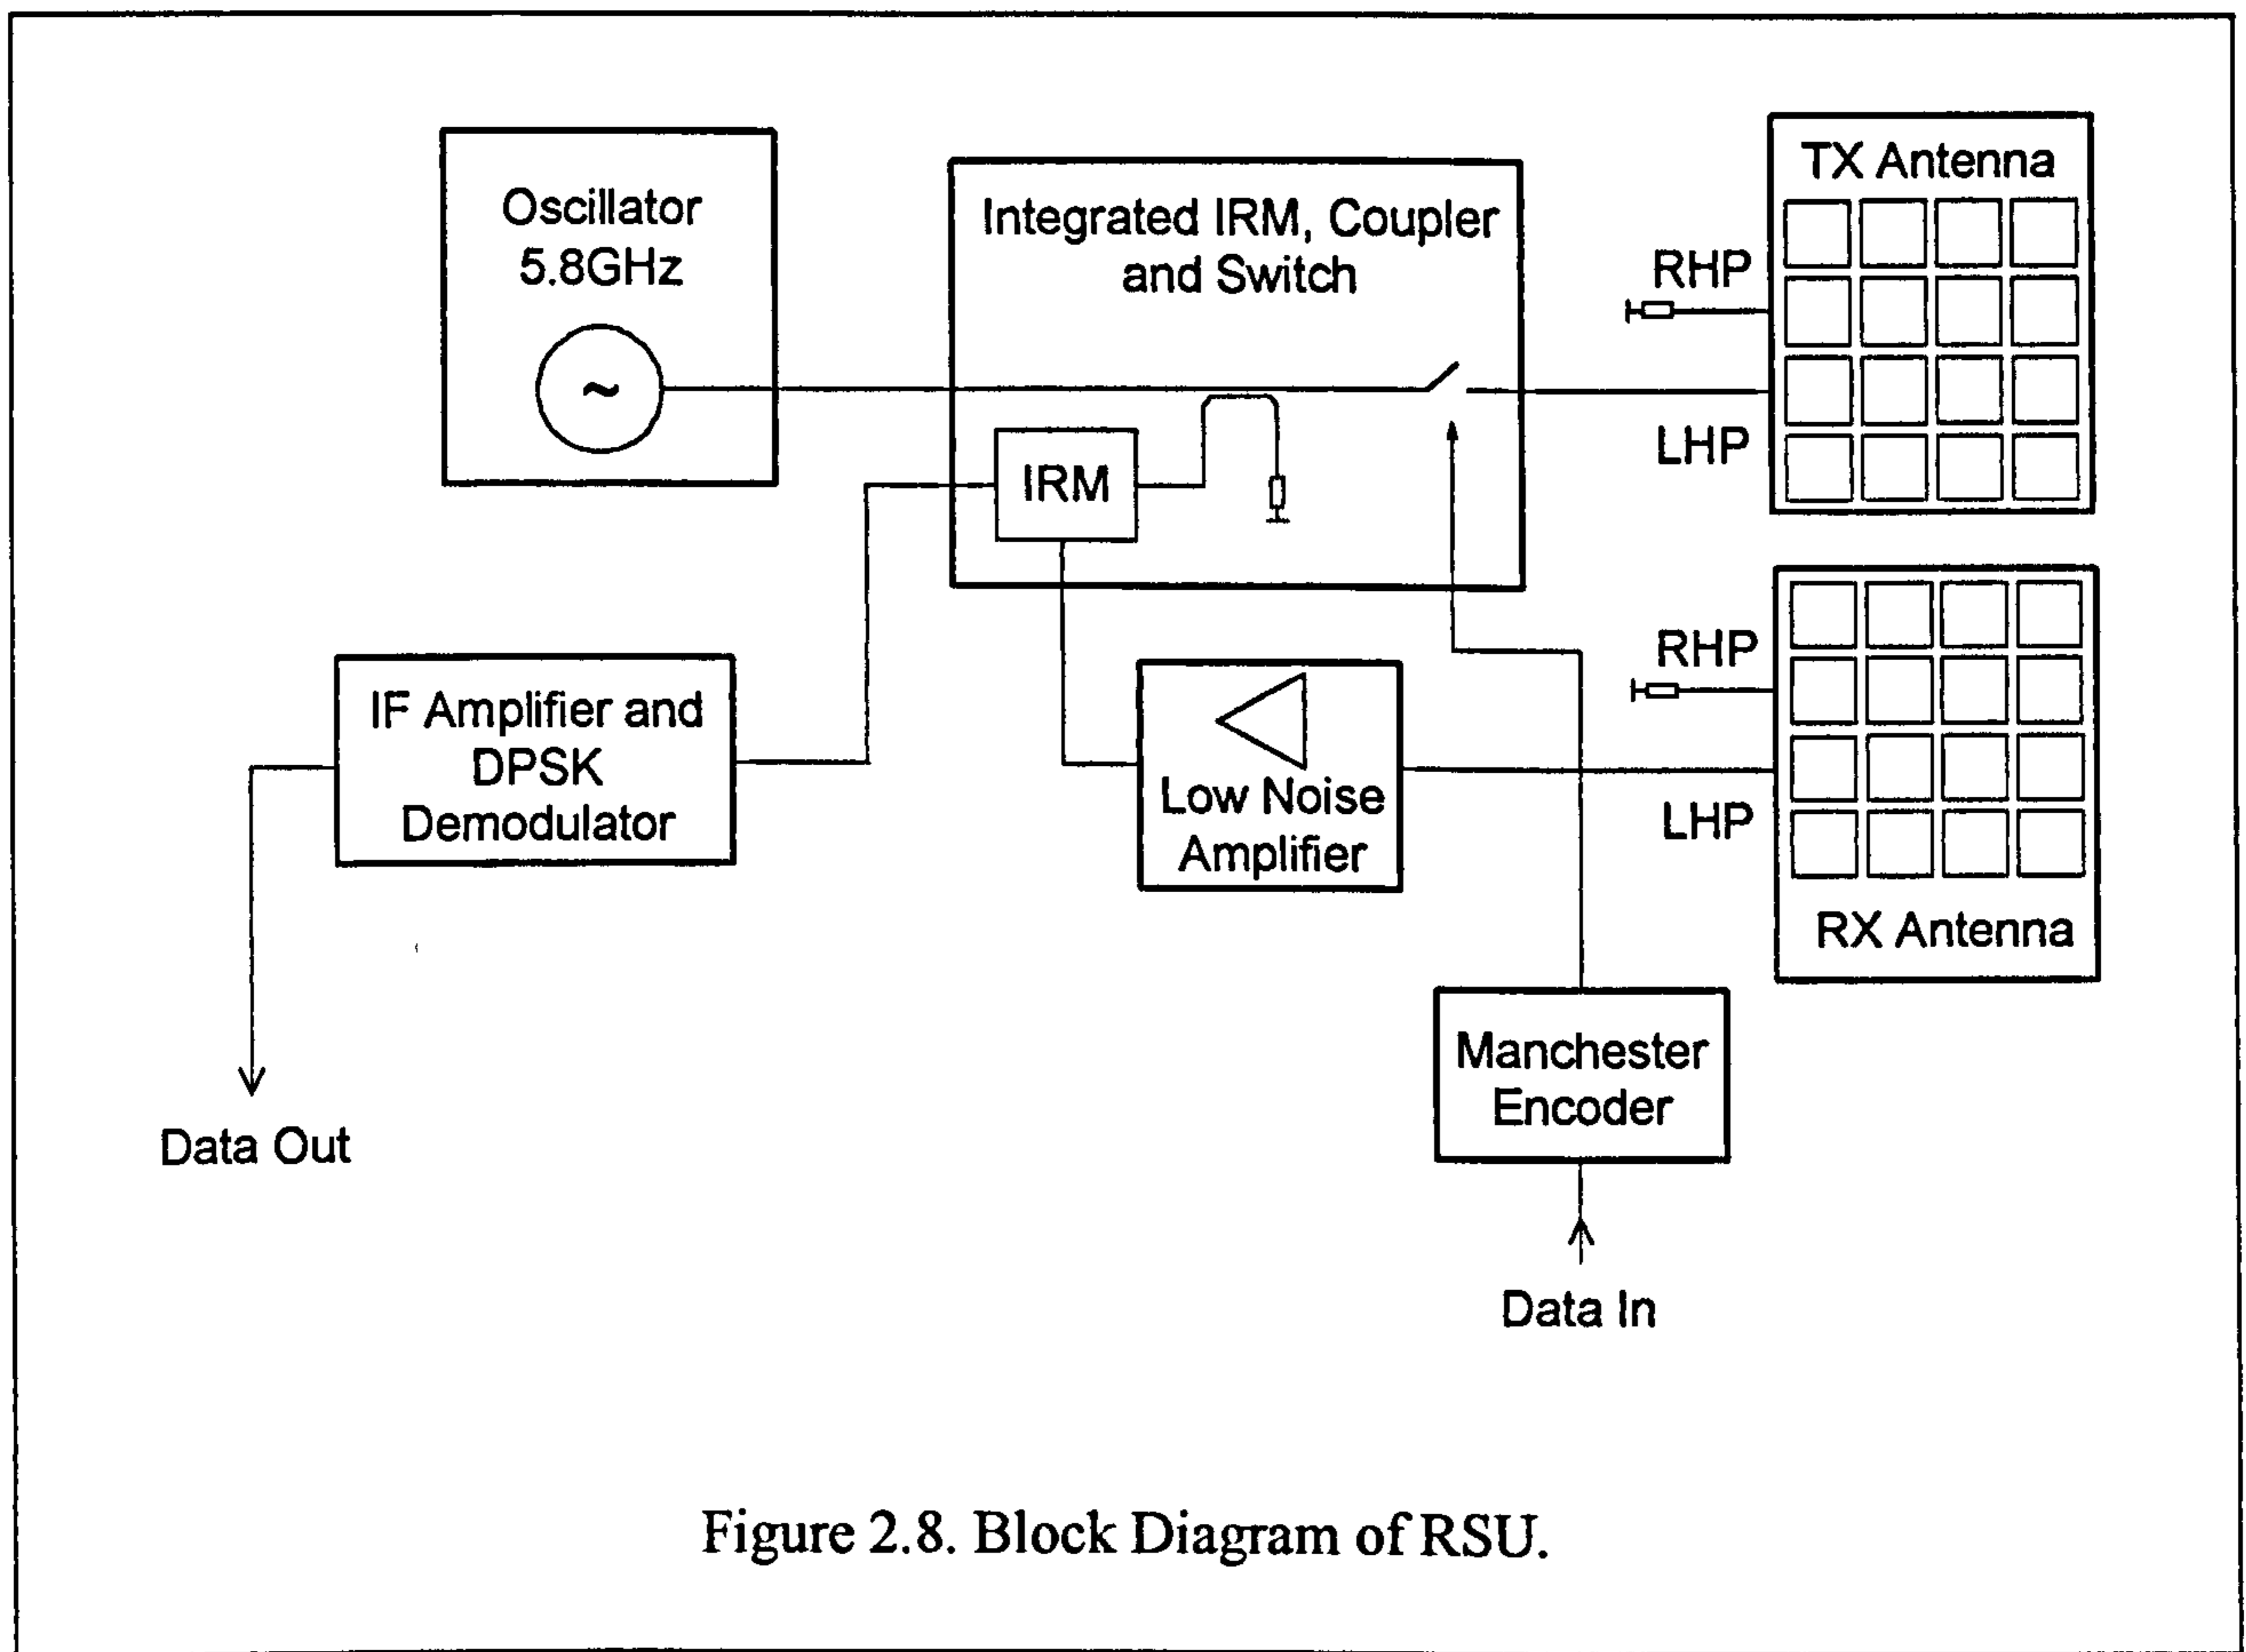 Oscillator
5.8GHz
~
Integrated IRM, Coupler
and Switch
TX Antenna
RHP
LHP
IRM
RHP
LHP
RX Antenna
IF Amplifier and
DPSK
Demodulator
Low Noise
Amplifier
Manchester
Encoder
Data Out
Data In
Figure 2.8. Block Diagram of RSU.